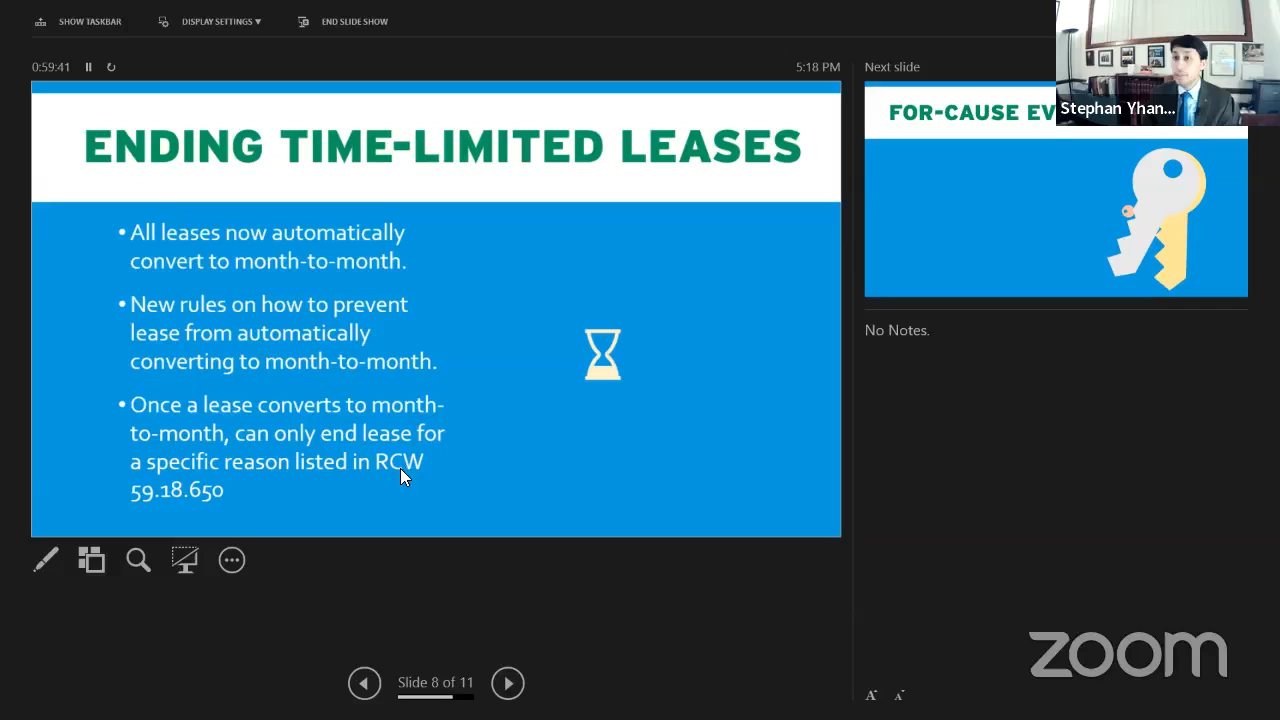 SHOW TASKBAR
DISPLAY SETTINGS ▼
END SLIDE SHOW
0:59:41
5:18 PM
Next slide
ENDING TIME-LIMITED LEASES
• All leases now automatically
convert to month-to-month.
• New rules on how to prevent
lease from automatically
converting to month-to-month.
• Once a lease converts to month-
to-month, can only end lease for
a specific reason listed in RCW
59.18.650
FOR-CAUSE EV
Stephan Yhan...
No Notes.
Slide 8 of 11
A A
zoom